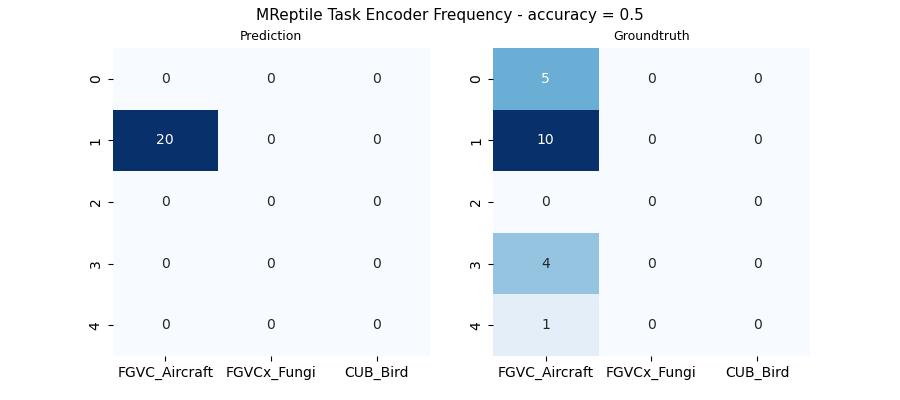 MReptile Task Encoder Frequency - accuracy = 0.5
Prediction
Groundtruth
0 0 0 0
1 20 0 0
2 0 0 0
3 0 0 0
4 0 0 0
FGVC_Aircraft FGVCx_Fungi CUB_Bird
0 5 0 0
1 10 0 0
2 0 0 0
3 4 0 0
4 1 0 0
FGVC_Aircraft FGVCx_Fungi CUB_Bird